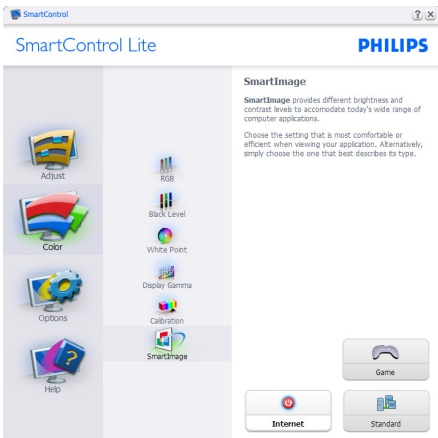 SmartControl
SmartControl Lite
PHILIPS
Adjust
Color
Options
Help
RGB
Black Level
White Point
Display Gamma
Calibration
SmartImage
SmartImage
SmartImage provides different brightness and
contrast levels to accomodate today's wide range of
computer applications.
Choose the setting that is most comfortable or
efficient when viewing your application. Alternatively,
simply choose the one that best describes its type.
Game
Internet
Standard